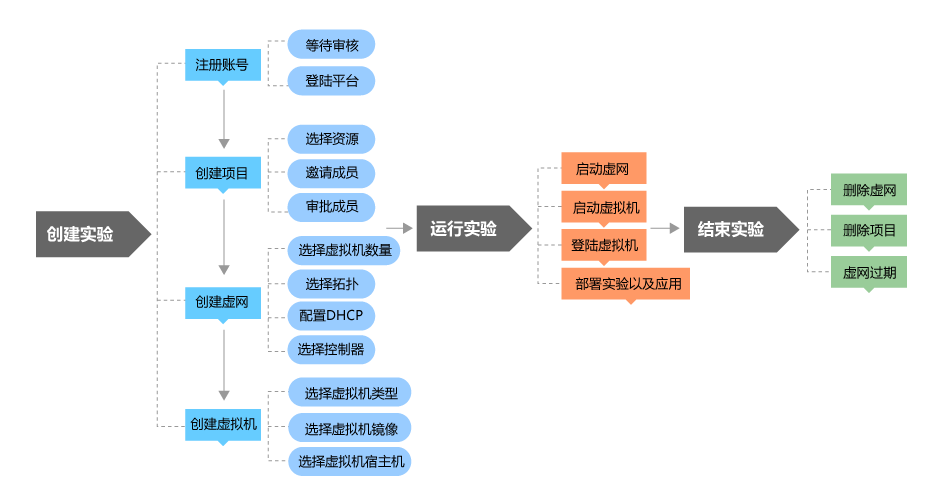 创建实验
注册账号
等待审核
登陆平台
创建项目
选择资源
邀请成员
审批成员
创建虚网
选择虚拟机数量
选择拓扑
配置DHCP
选择控制器
创建虚拟机
选择虚拟机类型
选择虚拟机镜像
选择虚拟机宿主机
运行实验
启动虚网
启动虚拟机
登陆虚拟机
部署实验以及应用
结束实验
删除虚网
删除项目
虚网过期